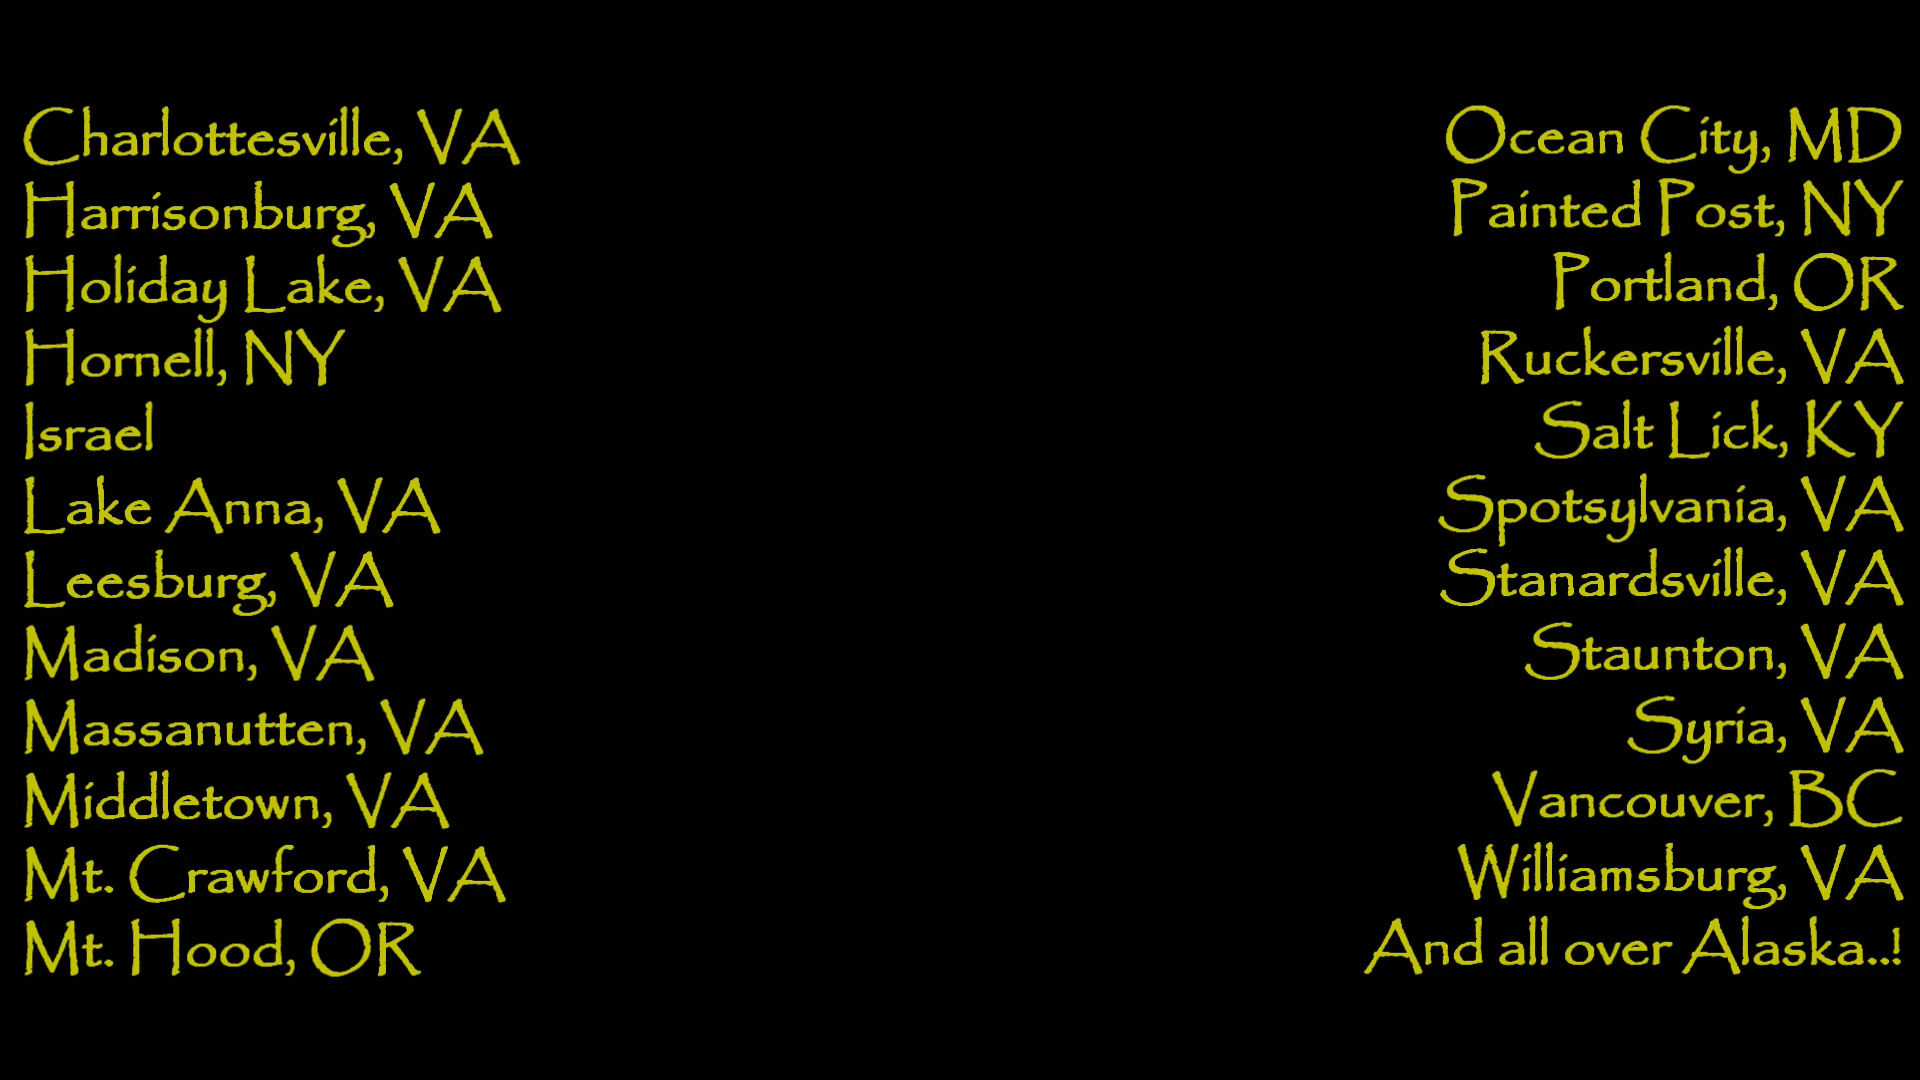 Charlottesville, VA
Harrisonburg, VA
Holiday Lake, VA
Hornell, NY
Israel
Lake Anna, VA
Leesburg, VA
Madison, VA
Massanutten, VA
Middletown, VA
Mt. Crawford, VA
Mt. Hood, OR
Ocean City, MD
Painted Post, NY
Portland, OR
Ruckersville, VA
Salt Lick, KY
Spotsylvania, VA
Stanardsville, VA
Staunton, VA
Syria, VA
Vancouver, BC
Williamsburg, VA
And all over Alaska..!